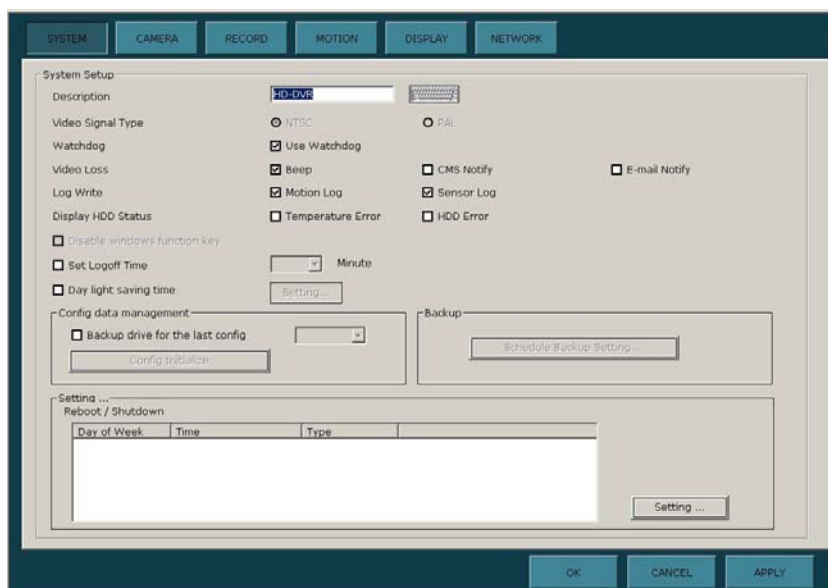 SYSTEM CAMERA RECORD MOTION DISPLAY NETWORK
System Setup
Description HD-DVR
Video Signal Type NTSC PAL
Watchdog Use Watchdog
Video Loss Beep CMS Notify E-mail Notify
Log Write Motion Log Sensor Log
Display HDD Status Temperature Error HDD Error
Disable windows function key
Set Logoff Time Minute
Day light saving time Setting...
Config data management Backup
Backup drive for the last config
Config Initialize Schedule Backup Setting ...
Setting ...
Reboot / Shutdown
Day of Week Time Type
Setting ...
OK CANCEL APPLY